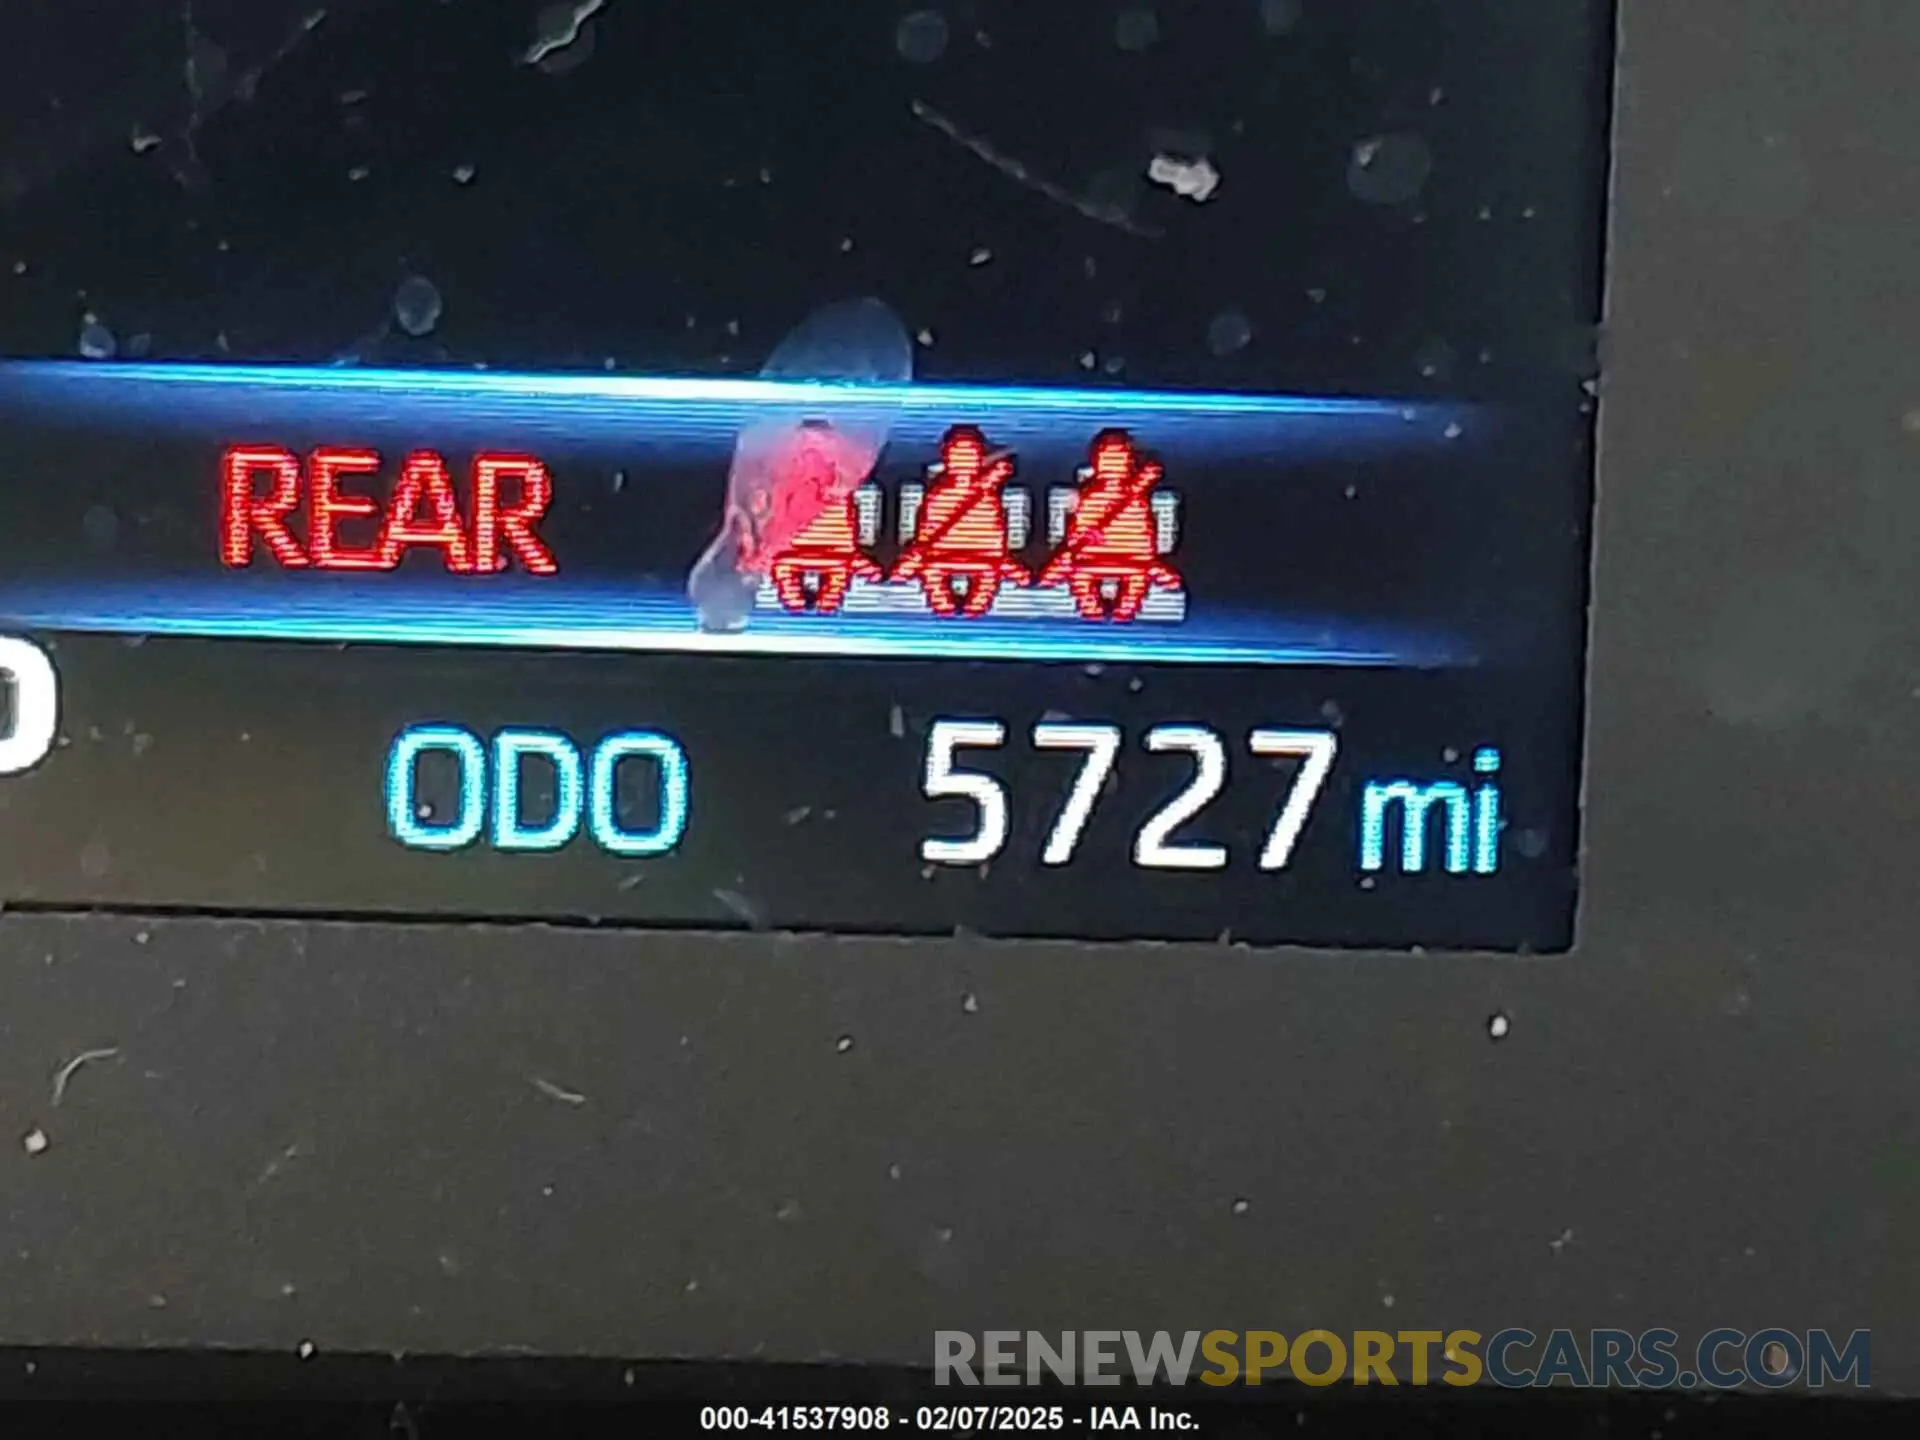 REAR
ODO 5727 mi
RENEWSPORTSCARS.COM
000-41537908 - 02/07/2025 - IAA Inc.